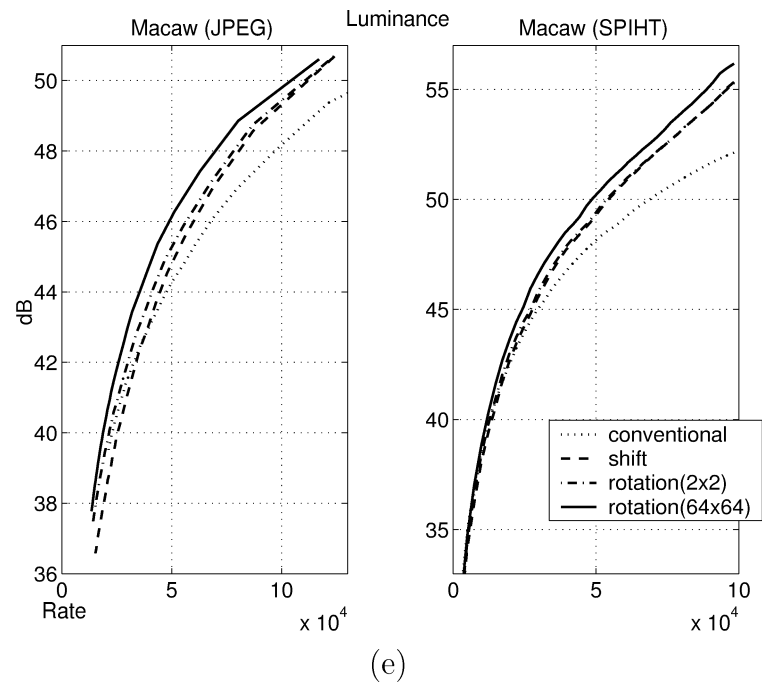 Luminance
Macaw (JPEG)
Macaw (SPIHT)
dB
50
48
46
44
42
40
38
36
0
5
10
Rate
x 10^4
55
50
45
40
35
0
5
10
x 10^4
conventional
shift
rotation(2x2)
rotation(64x64)
(e)